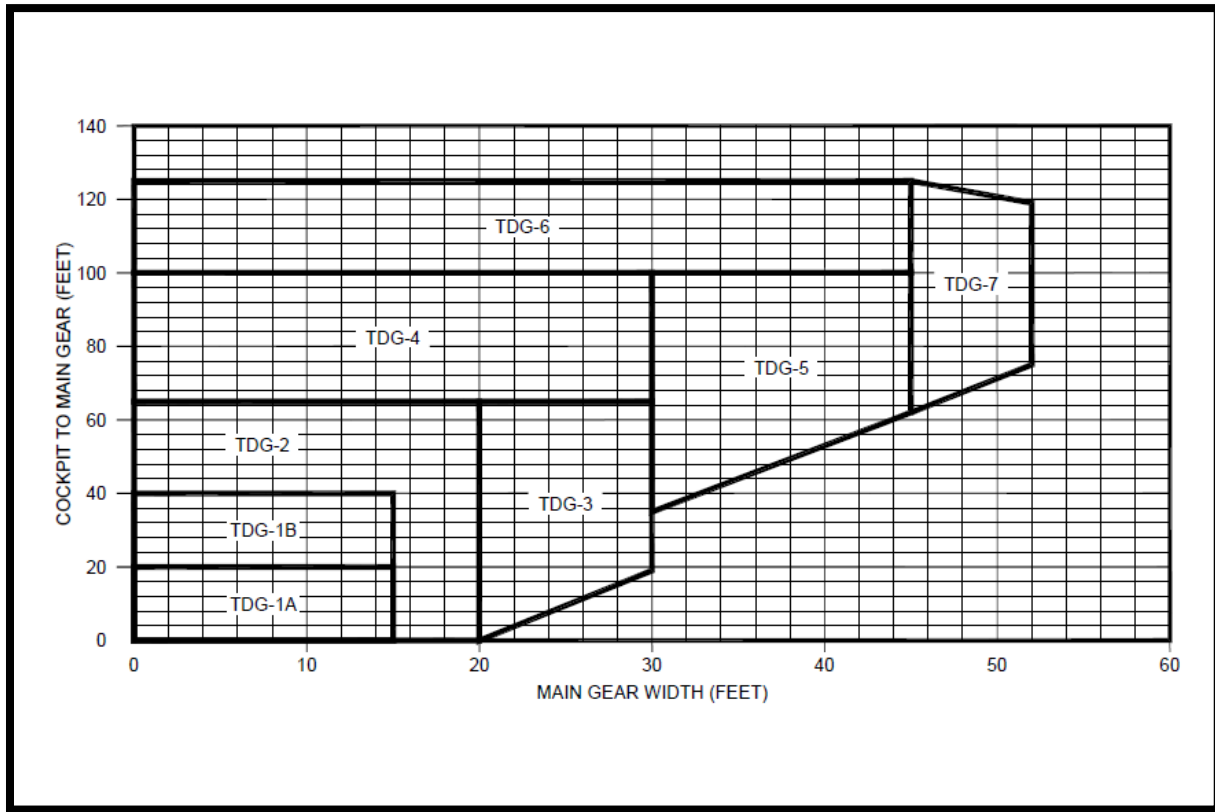 140
120
100
80
60
40
20
0
COCKPIT TO MAIN GEAR (FEET)
TDG-6
TDG-7
TDG-4
TDG-5
TDG-2
TDG-3
TDG-1B
TDG-1A
0 10 20 30 40 50 60
MAIN GEAR WIDTH (FEET)